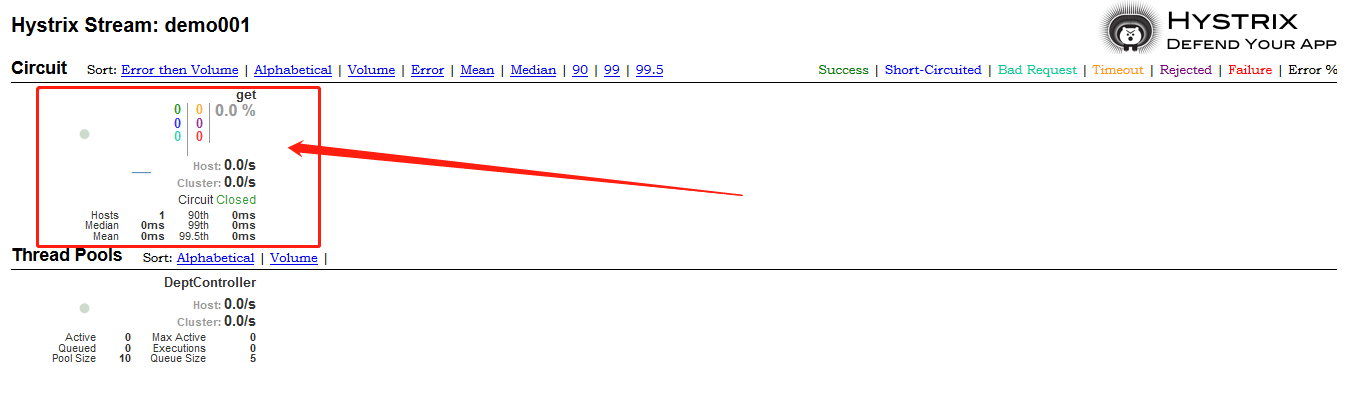 Hystrix Stream: demo001
HYSTRIX
DEFEND YOUR APP
Circuit Sort: Error then Volume | Alphabetical | Volume | Error | Mean | Median | 90 | 99 | 99.5
Success | Short-Circuited | Bad Request | Timeout | Rejected | Failure | Error %
get
0 0 0.0 %
0 0
0 0
Host: 0.0/s
Cluster: 0.0/s
Circuit Closed
Hosts 1 90th 0ms
Median 0ms 99th 0ms
Mean 0ms 99.5th 0ms
Thread Pools Sort: Alphabetical | Volume |
DeptController
Host: 0.0/s
Cluster: 0.0/s
Active 0 Max Active 0
Queued 0 Executions 0
Pool Size 10 Queue Size 5